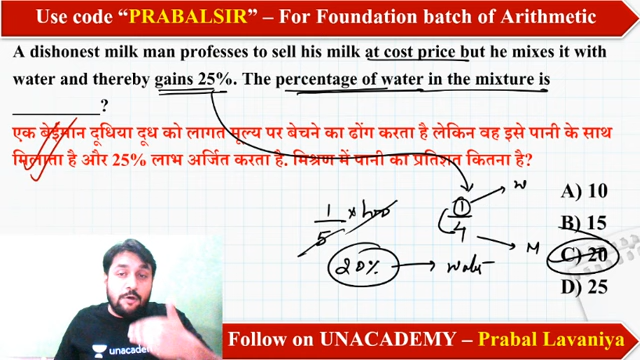 Use code “PRABALSIR” – For Foundation batch of Arithmetic
A dishonest milk man professes to sell his milk at cost price but he mixes it with
water and thereby gains 25%. The percentage of water in the mixture is
__________?
एक बेईमान दूधिया दूध को लागत मूल्य पर बेचने का ढोंग करता है लेकिन वह इसे पानी के साथ
मिलाता है और 25% लाभ अर्जित करता है. मिश्रण में पानी का प्रतिशत कितना है?
1/5 × 100
20% → water
1/4
w
M
A) 10
B) 15
C) 20
D) 25
unacademy
Follow on UNACADEMY – Prabal Lavaniya